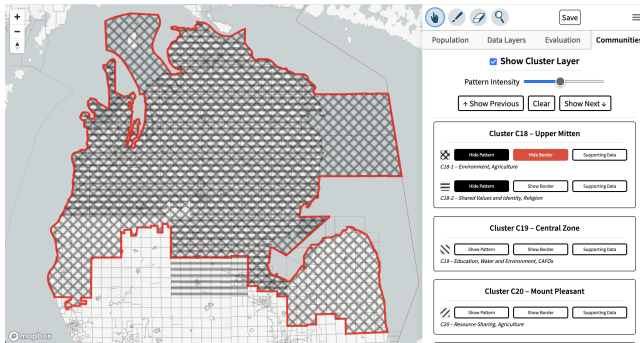 +
−
Save
Population Data Layers Evaluation Communities
Show Cluster Layer
Pattern Intensity
↑ Show Previous Clear Show Next ↓
Cluster C18 – Upper Mitten
Hide Pattern Hide Border Supporting Data
C18-1 – Environment, Agriculture
Hide Pattern Show Border Supporting Data
C18-2 – Shared Values and Identity, Religion
Cluster C19 – Central Zone
Show Pattern Show Border Supporting Data
C19 – Education, Water and Environment, CAFOs
Cluster C20 – Mount Pleasant
Show Pattern Show Border Supporting Data
C20 – Resource-Sharing, Agriculture
mapbox